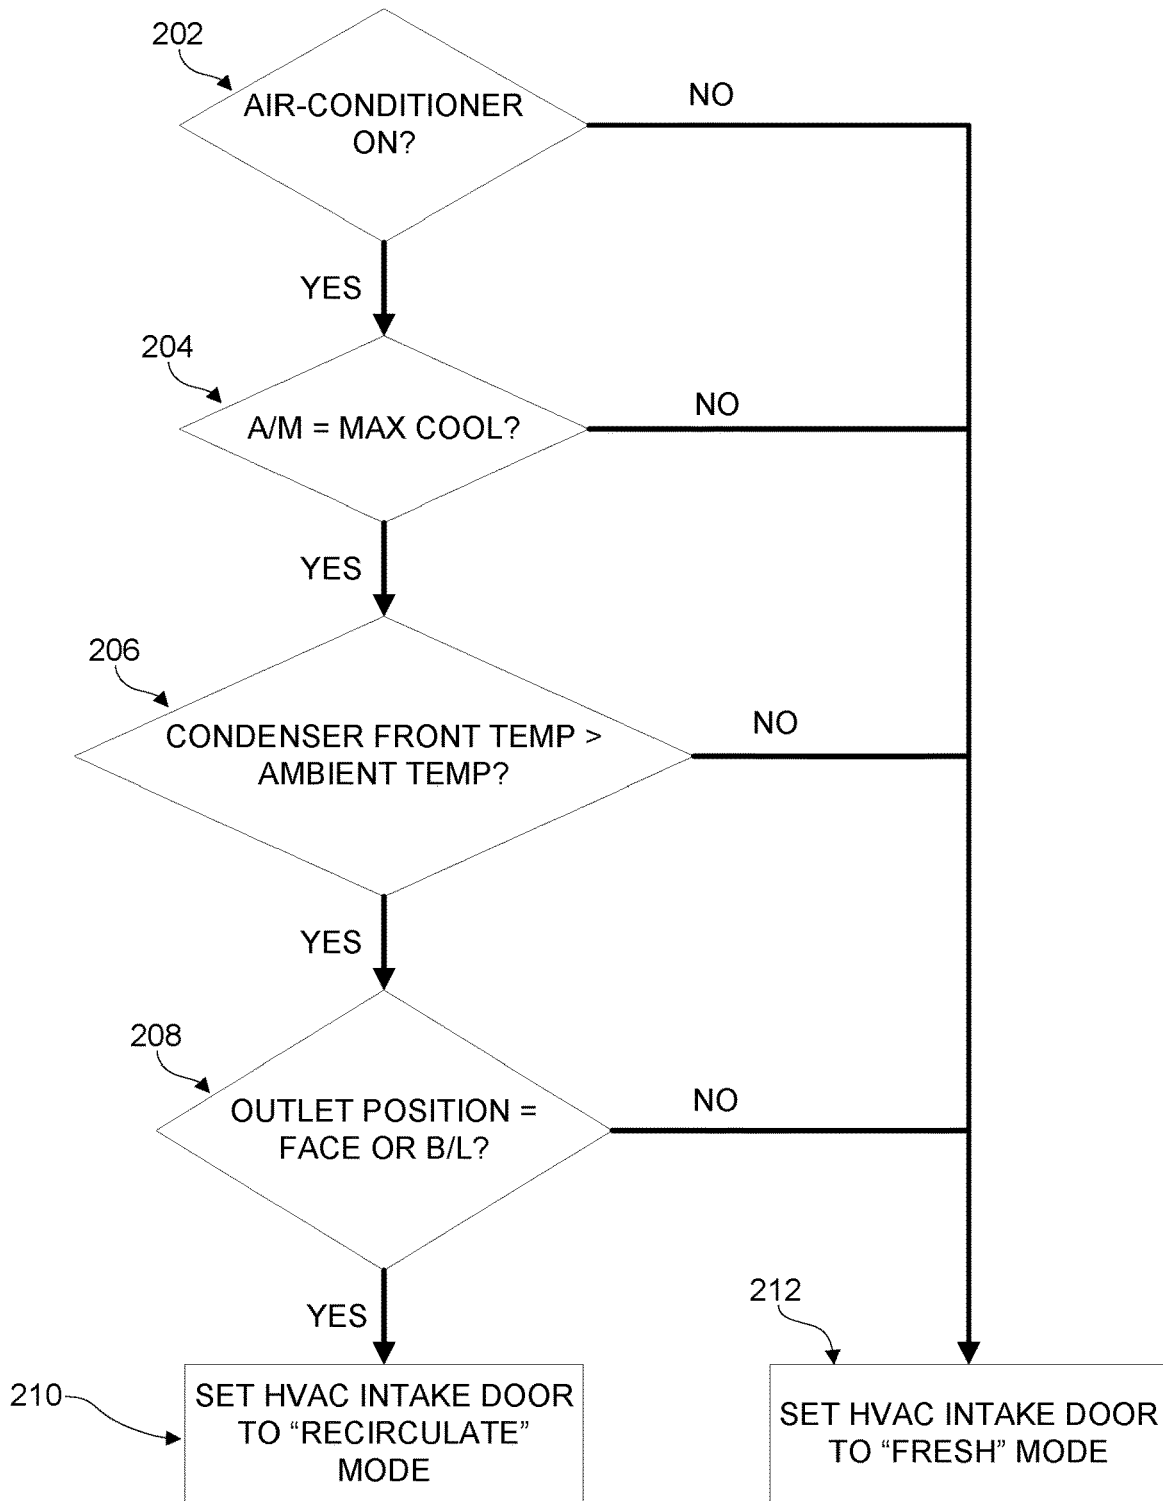 202
AIR-CONDITIONER
ON?
NO
YES
204
A/M = MAX COOL?
NO
YES
206
CONDENSER FRONT TEMP >
AMBIENT TEMP?
NO
YES
208
OUTLET POSITION =
FACE OR B/L?
NO
YES
210
SET HVAC INTAKE DOOR
TO “RECIRCULATE”
MODE
212
SET HVAC INTAKE DOOR
TO “FRESH” MODE